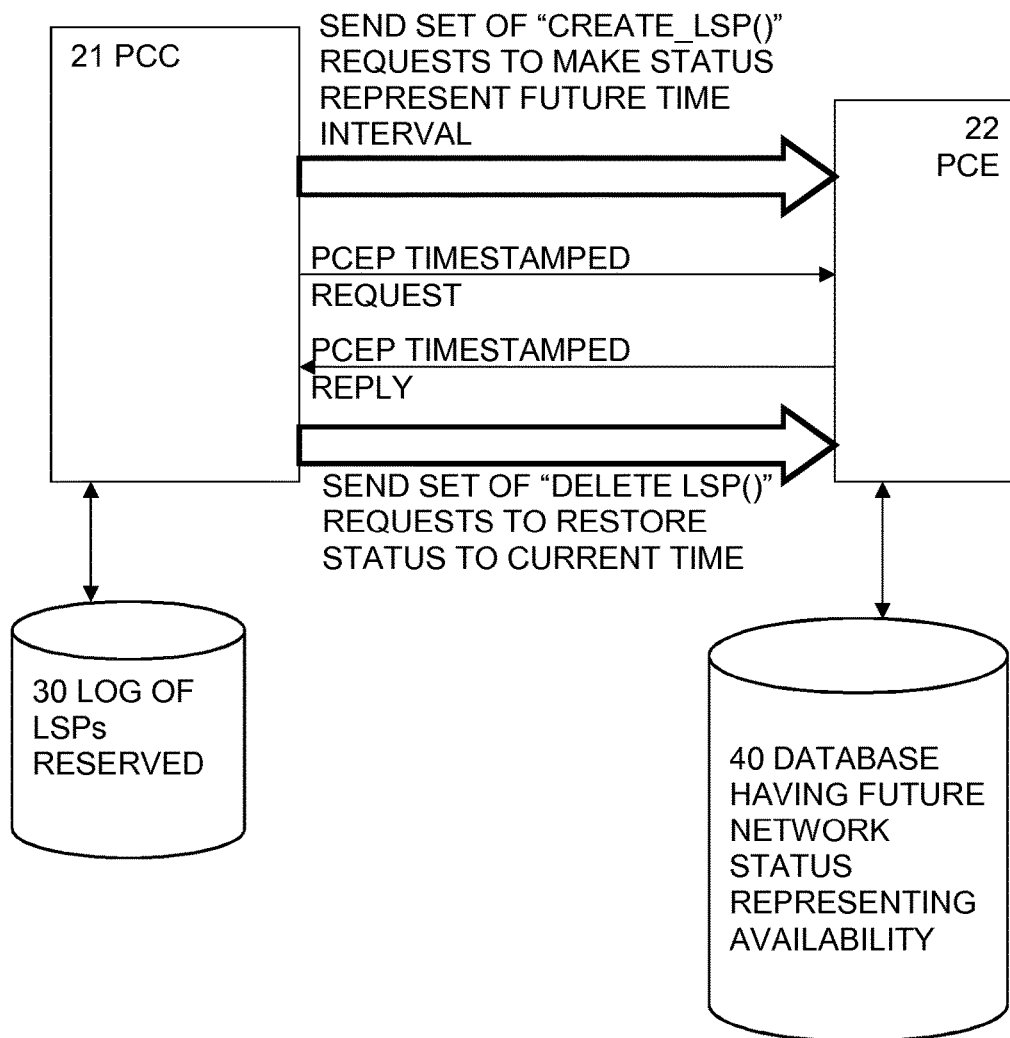 21 PCC
SEND SET OF “CREATE_LSP()”
REQUESTS TO MAKE STATUS
REPRESENT FUTURE TIME
INTERVAL
22
PCE
PCEP TIMESTAMPED
REQUEST
PCEP TIMESTAMPED
REPLY
SEND SET OF “DELETE LSP()”
REQUESTS TO RESTORE
STATUS TO CURRENT TIME
30 LOG OF
LSPs
RESERVED
40 DATABASE
HAVING FUTURE
NETWORK
STATUS
REPRESENTING
AVAILABILITY